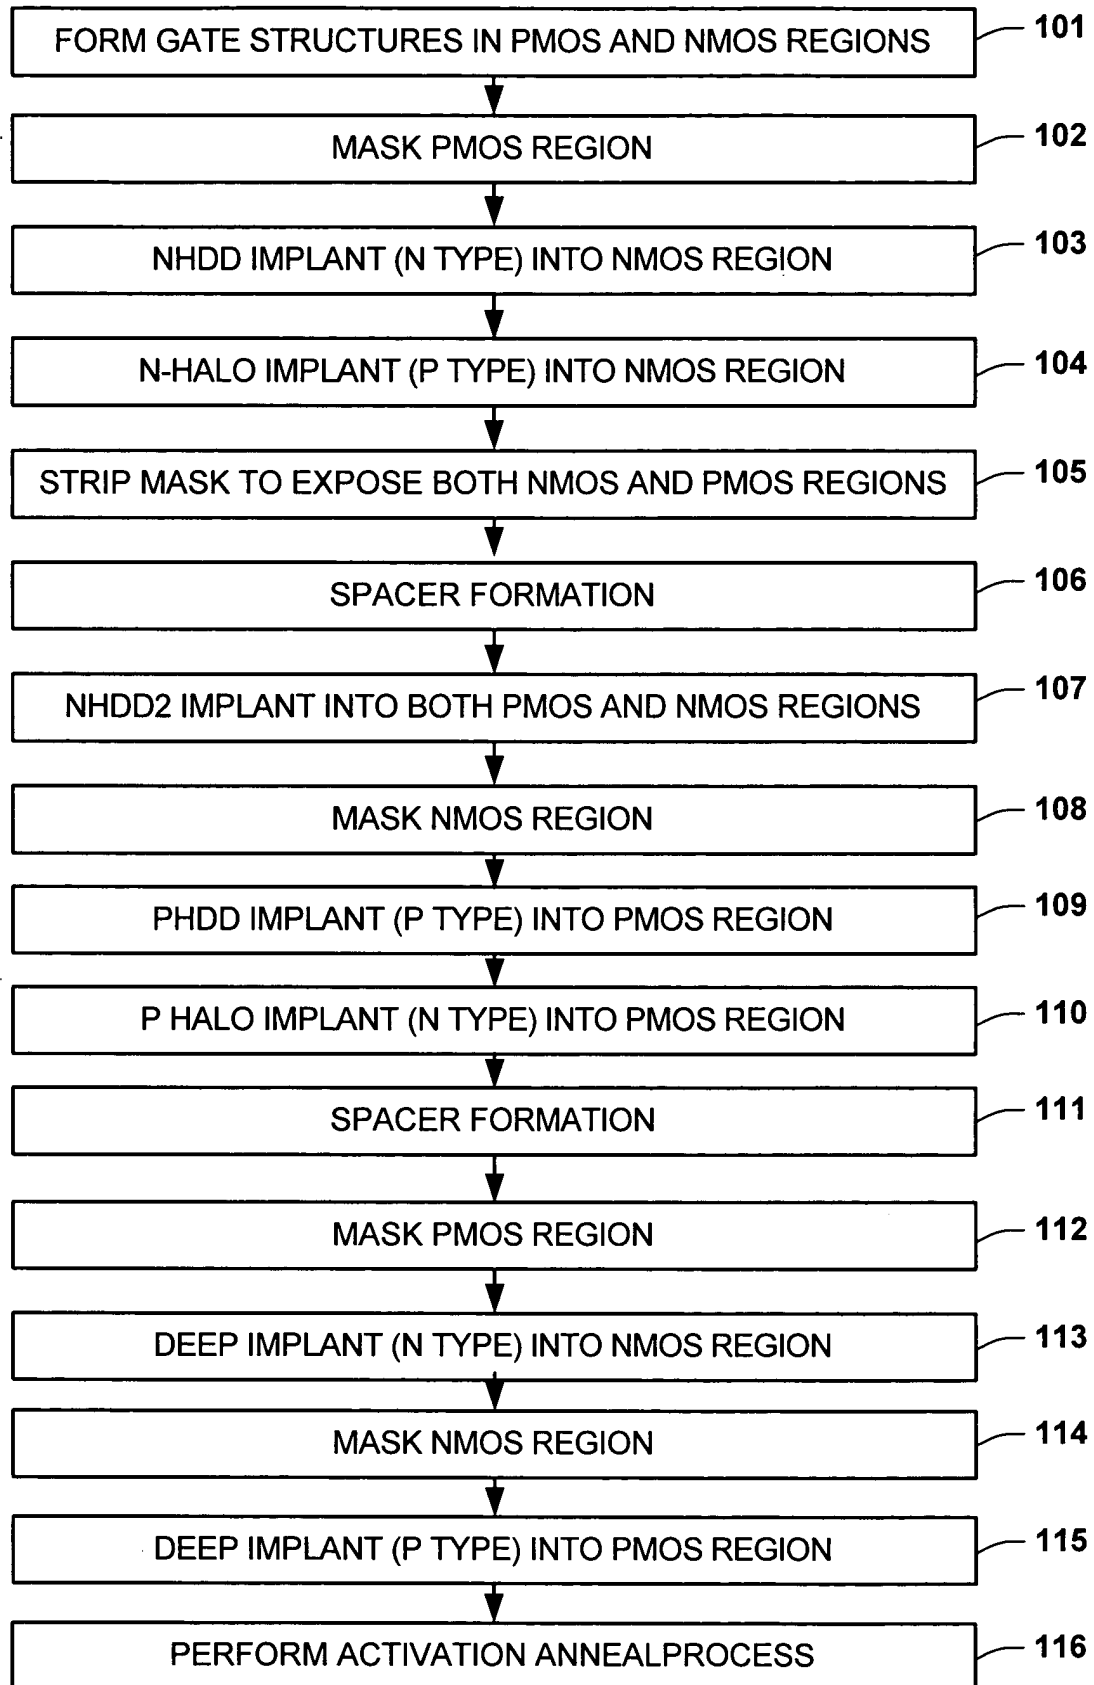 FORM GATE STRUCTURES IN PMOS AND NMOS REGIONS 101
MASK PMOS REGION 102
NHDD IMPLANT (N TYPE) INTO NMOS REGION 103
N-HALO IMPLANT (P TYPE) INTO NMOS REGION 104
STRIP MASK TO EXPOSE BOTH NMOS AND PMOS REGIONS 105
SPACER FORMATION 106
NHDD2 IMPLANT INTO BOTH PMOS AND NMOS REGIONS 107
MASK NMOS REGION 108
PHDD IMPLANT (P TYPE) INTO PMOS REGION 109
P HALO IMPLANT (N TYPE) INTO PMOS REGION 110
SPACER FORMATION 111
MASK PMOS REGION 112
DEEP IMPLANT (N TYPE) INTO NMOS REGION 113
MASK NMOS REGION 114
DEEP IMPLANT (P TYPE) INTO PMOS REGION 115
PERFORM ACTIVATION ANNEALPROCESS 116